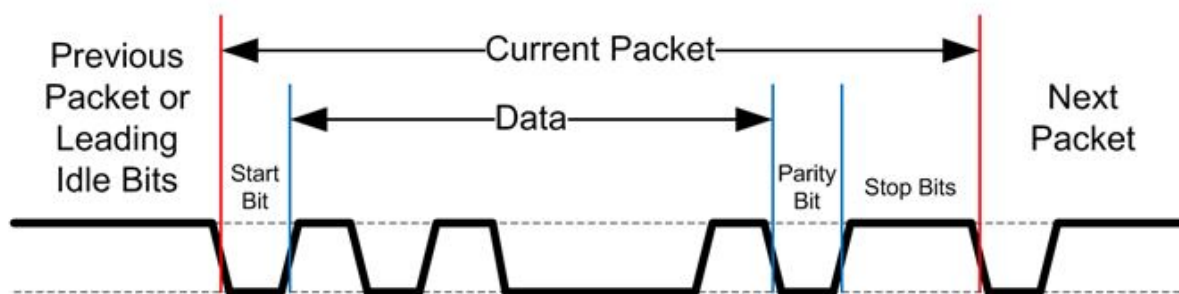 Previous
Packet or
Leading
Idle Bits
Current Packet
Data
Start
Bit
Parity
Bit
Stop Bits
Next
Packet